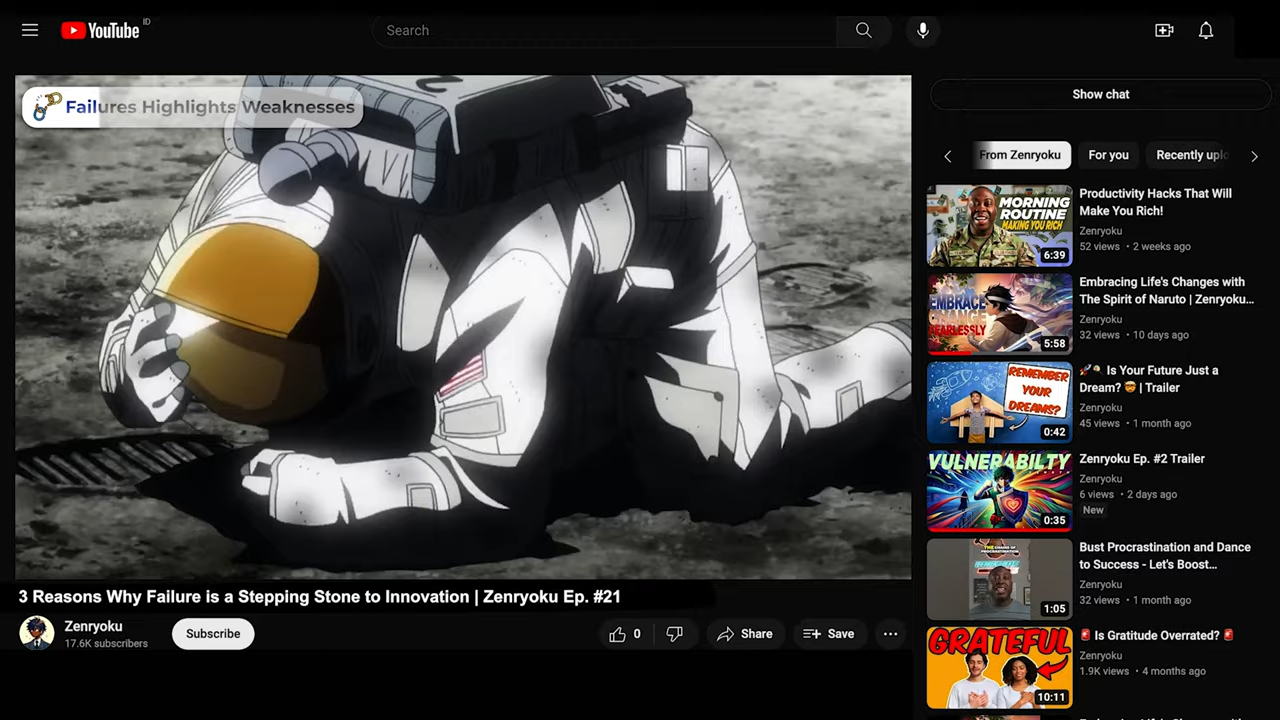 YouTube ID
Search
Failures Highlights Weaknesses
3 Reasons Why Failure is a Stepping Stone to Innovation | Zenryoku Ep. #21
Zenryoku
17.6K subscribers
Subscribe
0
Share
Save
Show chat
From Zenryoku
For you
Recently uplo
MORNING
ROUTINE
MAKING YOU RICH!
6:39
Productivity Hacks That Will
Make You Rich!
Zenryoku
52 views • 2 weeks ago
EMBRACE
CHANGE
FEARLESSLY
5:58
Embracing Life's Changes with
The Spirit of Naruto | Zenryoku...
Zenryoku
32 views • 10 days ago
REMEMBER
YOUR
DREAMS?
0:42
🚀👨‍🚀 Is Your Future Just a
Dream? 🤯 | Trailer
Zenryoku
45 views • 1 month ago
VULNERABILTY
0:35
Zenryoku Ep. #2 Trailer
Zenryoku
6 views • 2 days ago
New
1:05
Bust Procrastination and Dance
to Success - Let's Boost...
Zenryoku
32 views • 1 month ago
GRATEFUL
10:11
🚨 Is Gratitude Overrated? 🚨
Zenryoku
1.9K views • 4 months ago